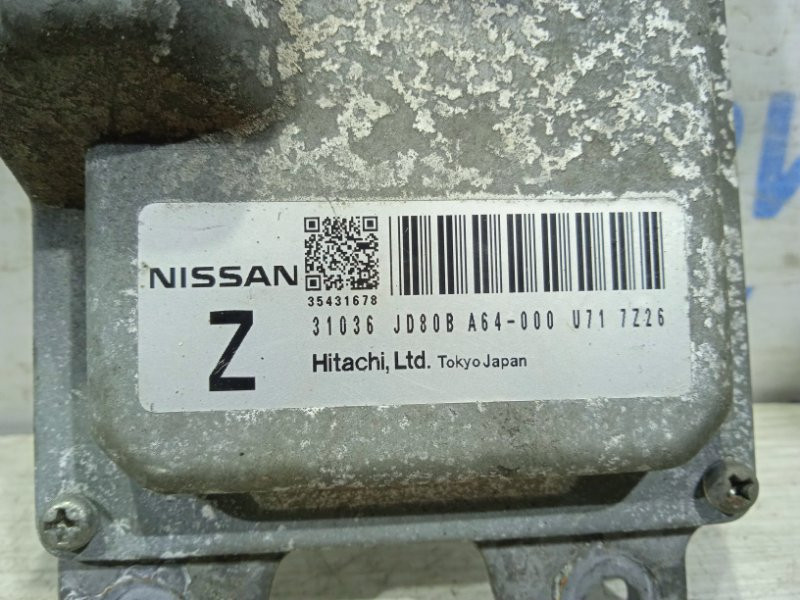 NISSAN
35431678
Z
31036 JD80B A64-000 U71 7Z26
Hitachi, Ltd. Tokyo Japan